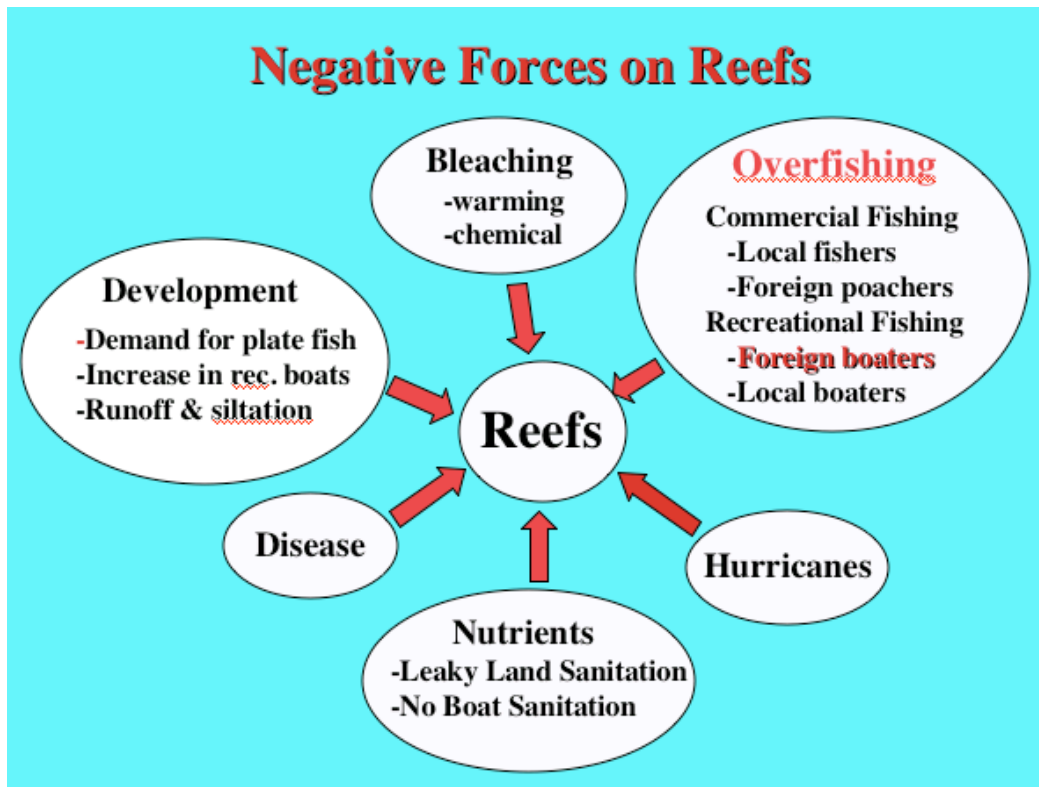 Negative Forces on Reefs
Bleaching
-warming
-chemical
Overfishing
Commercial Fishing
-Local fishers
-Foreign poachers
Recreational Fishing
-Foreign boaters
-Local boaters
Development
-Demand for plate fish
-Increase in rec. boats
-Runoff & siltation
Reefs
Disease
Hurricanes
Nutrients
-Leaky Land Sanitation
-No Boat Sanitation